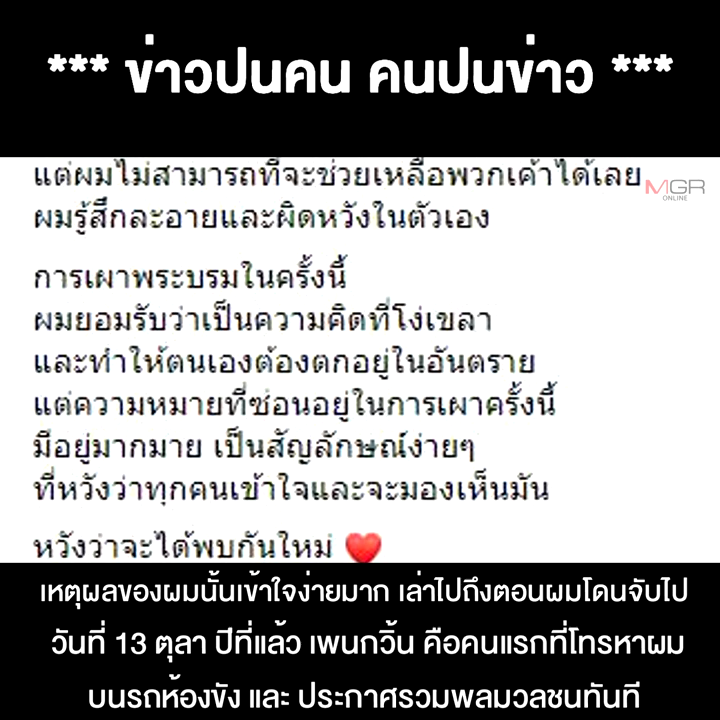 *** ข่าวปนคน คนปนข่าว ***
แต่ผมไม่สามารถที่จะช่วยเหลือพวกเค้าได้เลย
MGR
ONLINE
ผมรู้สึกละอายและผิดหวังในตัวเอง
การเผาพระบรมในครั้งนี้
ผมยอมรับว่าเป็นความคิดที่โง่เขลา
และทำให้ตนเองต้องตกอยู่ในอันตราย
แต่ความหมายที่ซ่อนอยู่ในการเผาครั้งนี้
มีอยู่มากมาย เป็นสัญลักษณ์ง่ายๆ
ที่หวังว่าทุกคนเข้าใจและจะมองเห็นมัน
หวังว่าจะได้พบกันใหม่ ❤️
เหตุผลของผมนั้นเข้าใจง่ายมาก เล่าไปถึงตอนผมโดนจับไป
วันที่ 13 ตุลา ปีที่แล้ว เพนกวิ้น คือคนแรกที่โทรหาผม
บนรถห้องขัง และ ประกาศรวมพลมวลชนทันที